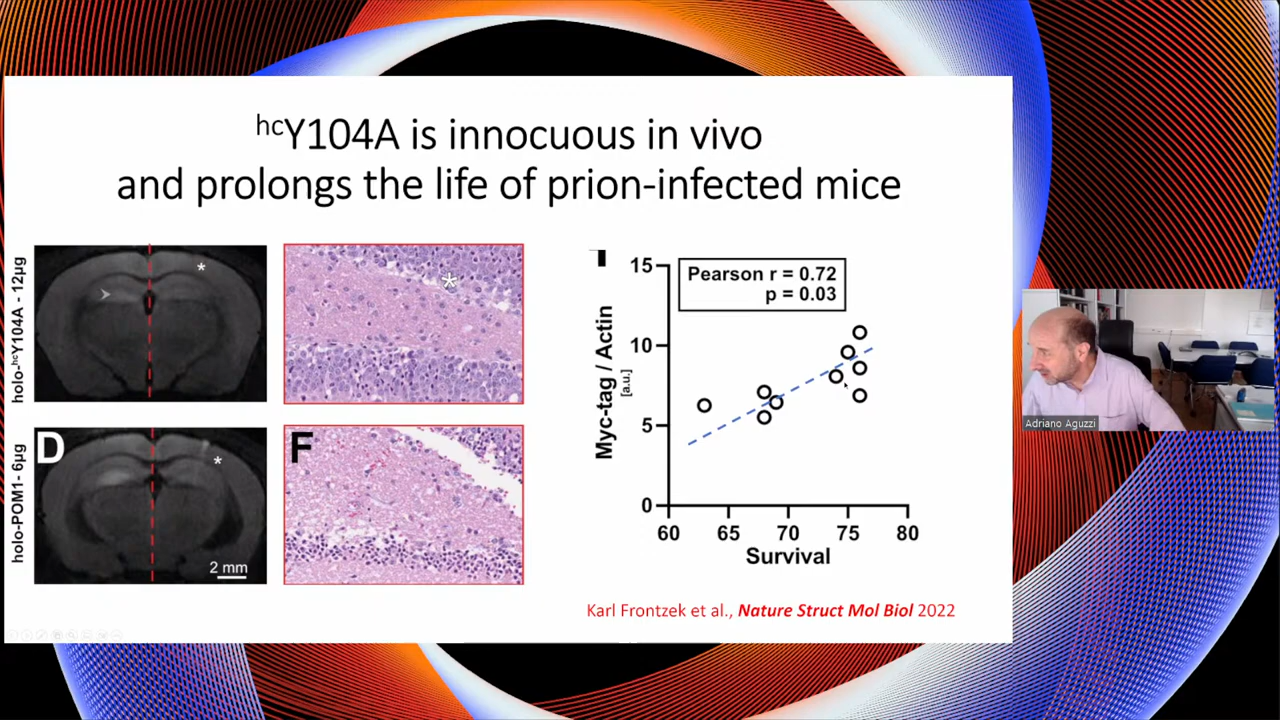 hcY104A is innocuous in vivo
and prolongs the life of prion-infected mice
holo-hcY104A - 12µg
*
*
holo-POM1- 6µg
D
*
2 mm
F
15
10
5
0
Myc-tag / Actin
[a.u.]
Pearson r = 0.72
p = 0.03
60 65 70 75 80
Survival
Karl Frontzek et al., Nature Struct Mol Biol 2022
Adriano Aguzzi